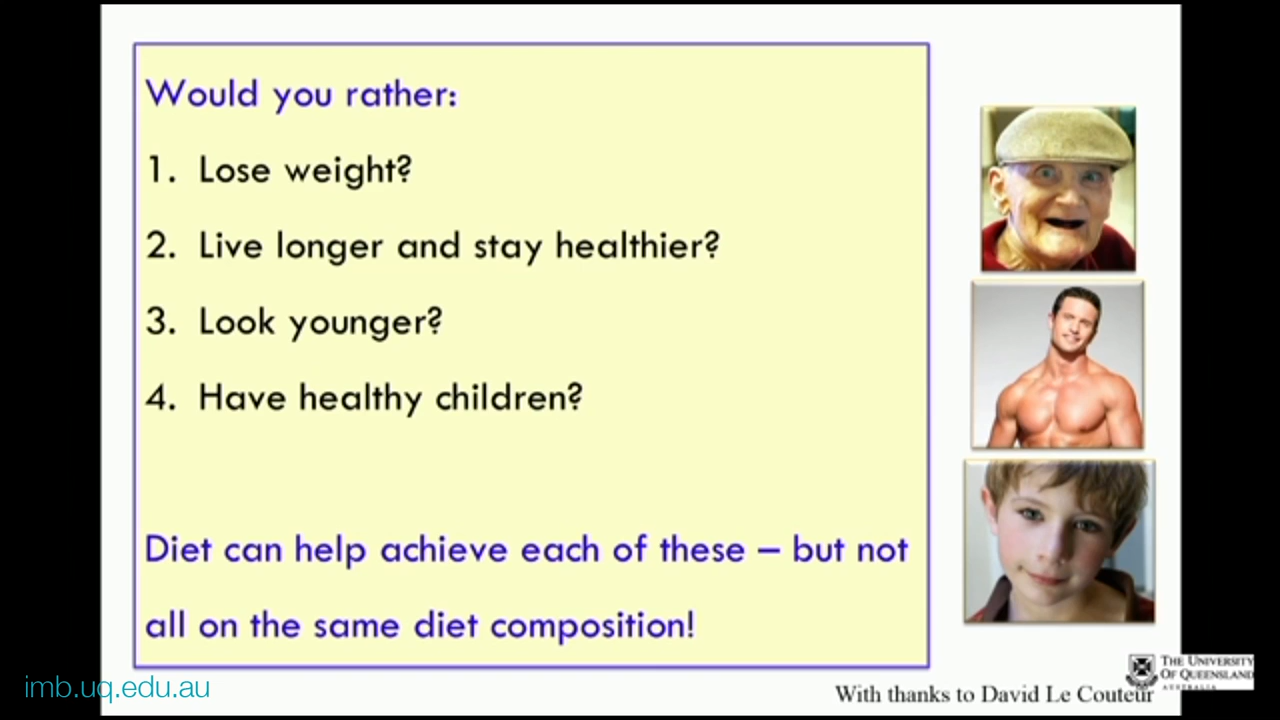 Would you rather:
1. Lose weight?
2. Live longer and stay healthier?
3. Look younger?
4. Have healthy children?
Diet can help achieve each of these – but not
all on the same diet composition!
imb.uq.edu.au
With thanks to David Le Couteur
THE UNIVERSITY
OF QUEENSLAND
AUSTRALIA